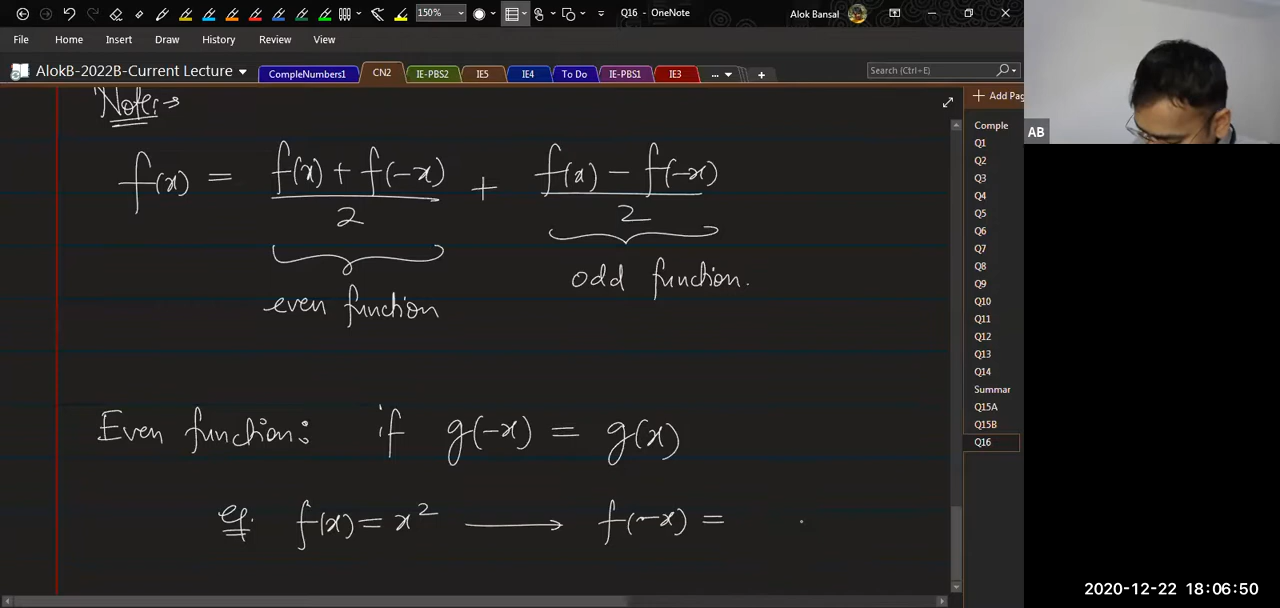 150% Q16 - OneNote Alok Bansal
File Home Insert Draw History Review View
AlokB-2022B-Current Lecture CompleNumbers1 CN2 IE-PBS2 IE5 IE4 To Do IE-PBS1 IE3 ... + Search (Ctrl+E)
Note:→
f(x) = f(x) + f(-x) / 2 + f(x) - f(-x) / 2
even function odd function.
Even function: if g(-x) = g(x)
eg. f(x) = x² ⟶ f(-x) =
+ Add Pag
Comple
Q1
Q2
Q3
Q4
Q5
Q6
Q7
Q8
Q9
Q10
Q11
Q12
Q13
Q14
Summar
Q15A
Q15B
Q16
AB
2020-12-22 18:06:50